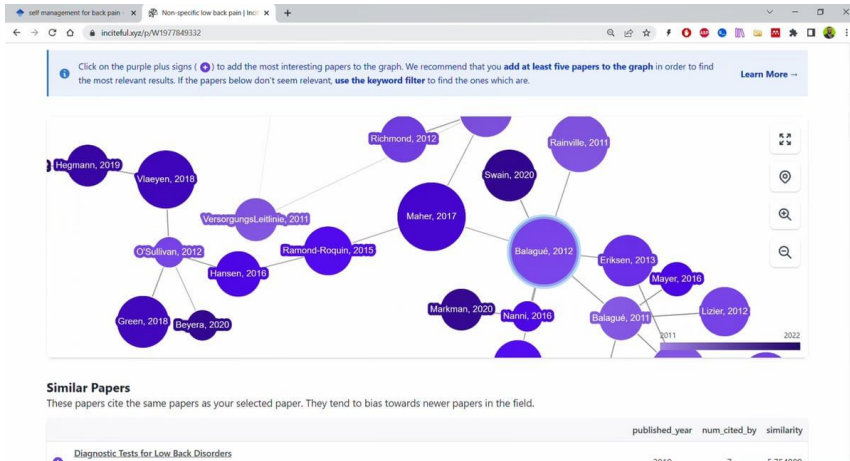 self management for back pain -
Non-specific low back pain | Incit
inciteful.xyz/p/W1977849332
Click on the purple plus signs ( + ) to add the most interesting papers to the graph. We recommend that you add at least five papers to the graph in order to find
the most relevant results. If the papers below don't seem relevant, use the keyword filter to find the ones which are.
Learn More →
Richmond, 2012
Rainville, 2011
Hegmann, 2019
Vlaeyen, 2018
Swain, 2020
VersorgungsLeitlinie, 2011
Maher, 2017
O'Sullivan, 2012
Ramond-Roquin, 2015
Balagué, 2012
Hansen, 2016
Eriksen, 2013
Mayer, 2016
Green, 2018
Beyera, 2020
Markman, 2020
Nanni, 2016
Balagué, 2011
Lizier, 2012
2011
2022
Similar Papers
These papers cite the same papers as your selected paper. They tend to bias towards newer papers in the field.
published_year num_cited_by similarity
Diagnostic Tests for Low Back Disorders